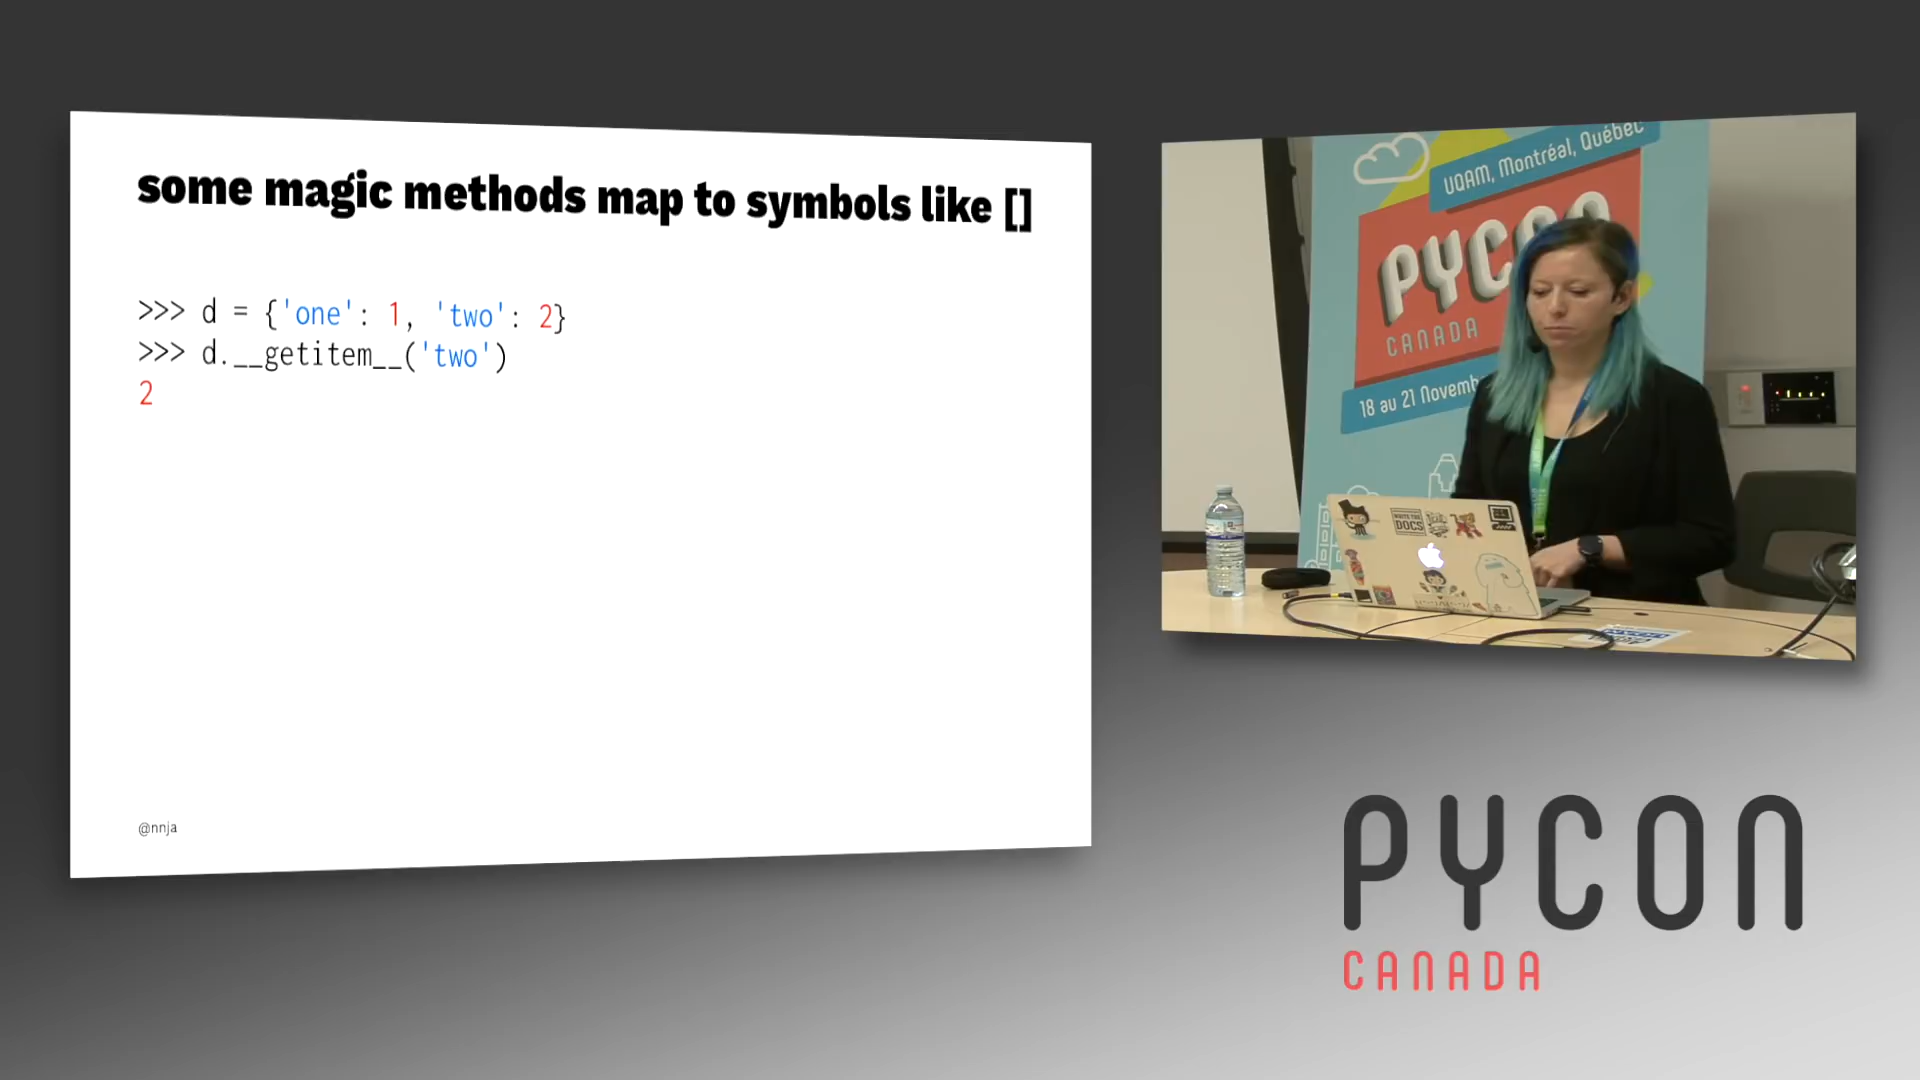 some magic methods map to symbols like []
>>> d = {'one': 1, 'two': 2}
>>> d.__getitem__('two')
2
@nnja
UQAM, Montréal, Québec
PYCO
CANADA
18 au 21 Novemb
WRITE THE
DOCS
PYCON
CANADA